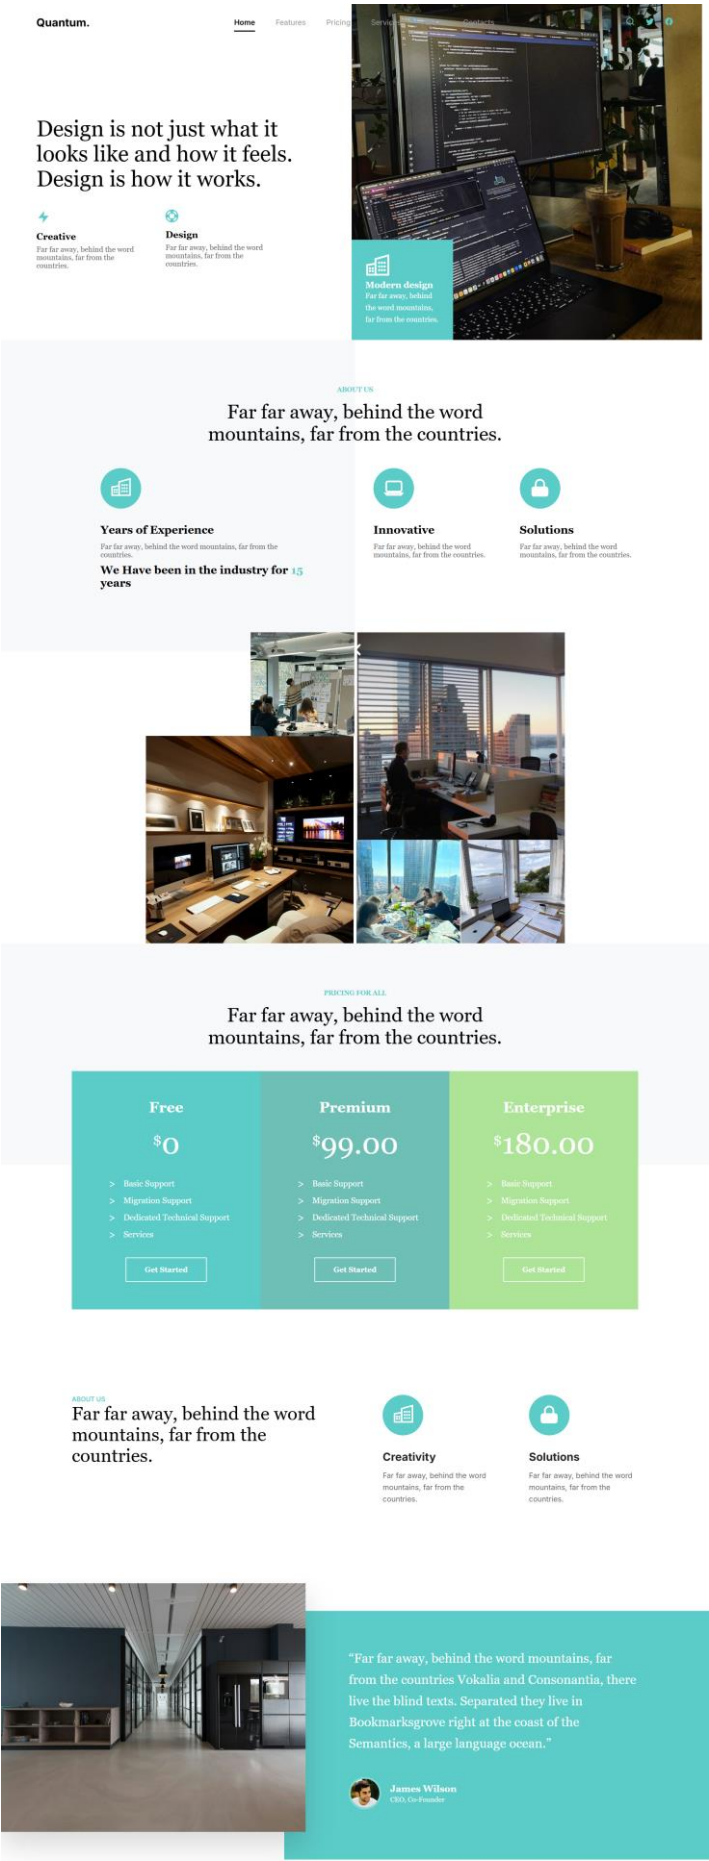 Quantum.
Home Features Pricing Services Contacts
Design is not just what it
looks like and how it feels.
Design is how it works.
Creative
Far far away, behind the word
mountains, far from the
countries.
Design
Far far away, behind the word
mountains, far from the
countries.
Modern design
Far far away, behind
the word mountains,
far from the countries.
ABOUT US
Far far away, behind the word
mountains, far from the countries.
Years of Experience
Far far away, behind the word mountains, far from the
countries.
We Have been in the industry for 15
years
Innovative
Far far away, behind the word
mountains, far from the countries.
Solutions
Far far away, behind the word
mountains, far from the countries.
PRICING FOR ALL
Far far away, behind the word
mountains, far from the countries.
Free
$0
> Basic Support
> Migration Support
> Dedicated Technical Support
> Services
Get Started
Premium
$99.00
> Basic Support
> Migration Support
> Dedicated Technical Support
> Services
Get Started
Enterprise
$180.00
> Basic Support
> Migration Support
> Dedicated Technical Support
> Services
Get Started
ABOUT US
Far far away, behind the word
mountains, far from the
countries.
Creativity
Far far away, behind the word
mountains, far from the
countries.
Solutions
Far far away, behind the word
mountains, far from the
countries.
“Far far away, behind the word mountains, far
from the countries Vokalia and Consonantia, there
live the blind texts. Separated they live in
Bookmarksgrove right at the coast of the
Semantics, a large language ocean.”
James Wilson
CEO, Co-Founder